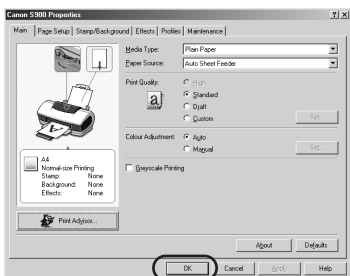 Canon S900 Properties
Main Page Setup Stamp/Background Effects Profiles Maintenance
Media Type: Plain Paper
Paper Source: Auto Sheet Feeder
Print Quality: High
Standard
Draft
Custom Set...
Colour Adjustment: Auto
Manual Set...
Greyscale Printing
A4
Normal-size Printing
Stamp: None
Background: None
Effects: None
Print Advisor...
About Defaults
OK Cancel Apply Help